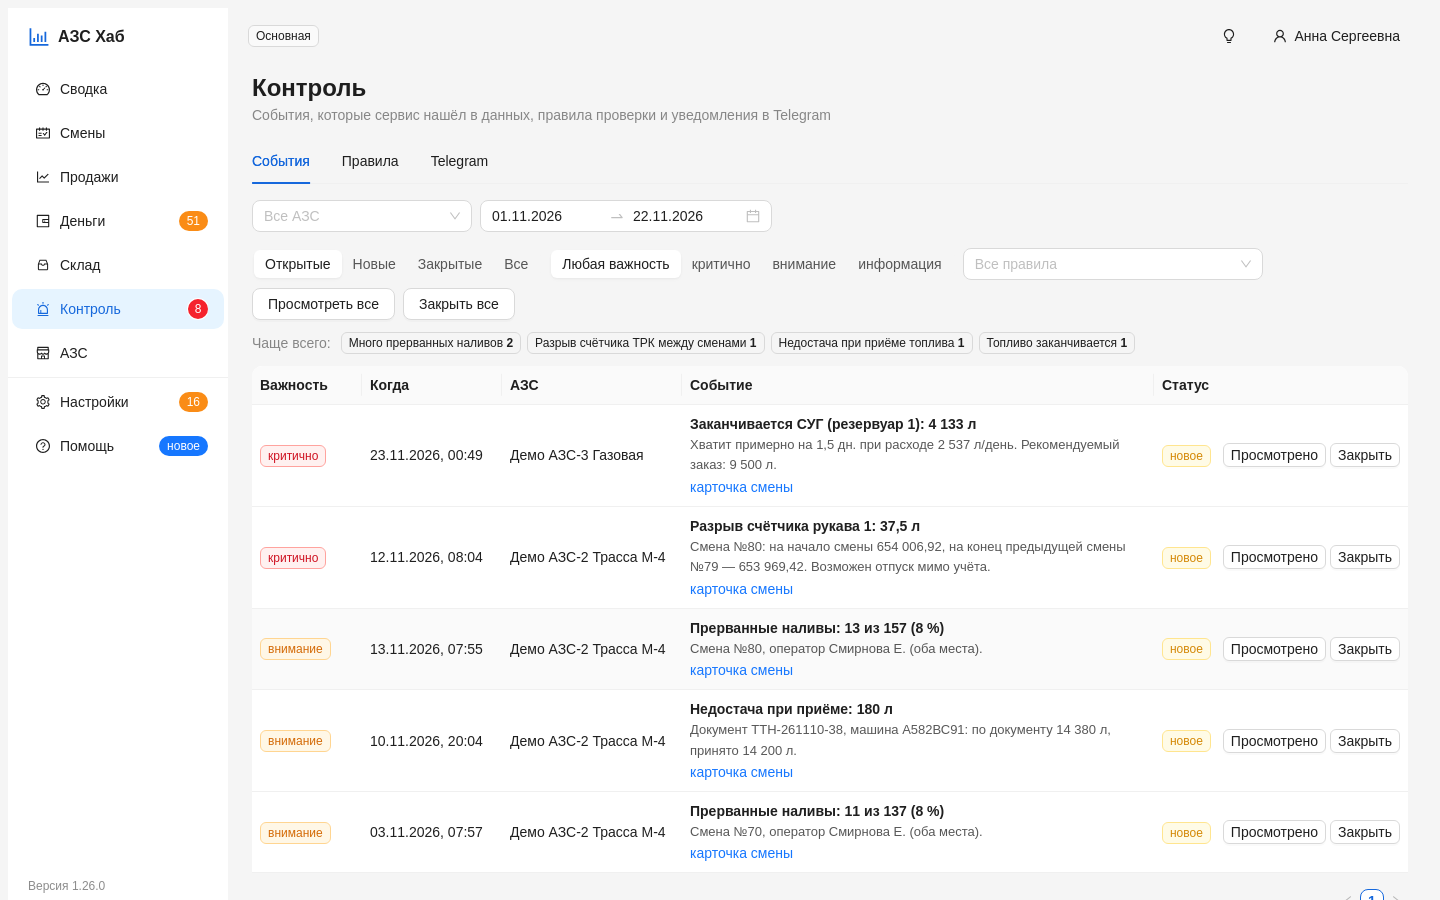 АЗС Хаб
Основная
Анна Сергеевна
Сводка
Смены
Продажи
Деньги 51
Склад
Контроль 8
АЗС
Настройки 16
Помощь новое
Версия 1.26.0
Контроль
События, которые сервис нашёл в данных, правила проверки и уведомления в Telegram
События Правила Telegram
Все АЗС 01.11.2026 22.11.2026
Открытые Новые Закрытые Все Любая важность критично внимание информация Все правила
Просмотреть все Закрыть все
Чаще всего: Много прерванных наливов 2 Разрыв счётчика ТРК между сменами 1 Недостача при приёме топлива 1 Топливо заканчивается 1
Важность Когда АЗС Событие Статус
Заканчивается СУГ (резервуар 1): 4 133 л
критично 23.11.2026, 00:49 Демо АЗС-3 Газовая Хватит примерно на 1,5 дн. при расходе 2 537 л/день. Рекомендуемый новое Просмотрено Закрыть
заказ: 9 500 л.
карточка смены
Разрыв счётчика рукава 1: 37,5 л
критично 12.11.2026, 08:04 Демо АЗС-2 Трасса М-4 Смена №80: на начало смены 654 006,92, на конец предыдущей смены новое Просмотрено Закрыть
№79 — 653 969,42. Возможен отпуск мимо учёта.
карточка смены
Прерванные наливы: 13 из 157 (8 %)
внимание 13.11.2026, 07:55 Демо АЗС-2 Трасса М-4 Смена №80, оператор Смирнова Е. (оба места). новое Просмотрено Закрыть
карточка смены
Недостача при приёме: 180 л
внимание 10.11.2026, 20:04 Демо АЗС-2 Трасса М-4 Документ ТТН-261110-38, машина А582ВС91: по документу 14 380 л, новое Просмотрено Закрыть
принято 14 200 л.
карточка смены
Прерванные наливы: 11 из 137 (8 %)
внимание 03.11.2026, 07:57 Демо АЗС-2 Трасса М-4 Смена №70, оператор Смирнова Е. (оба места). новое Просмотрено Закрыть
карточка смены
1